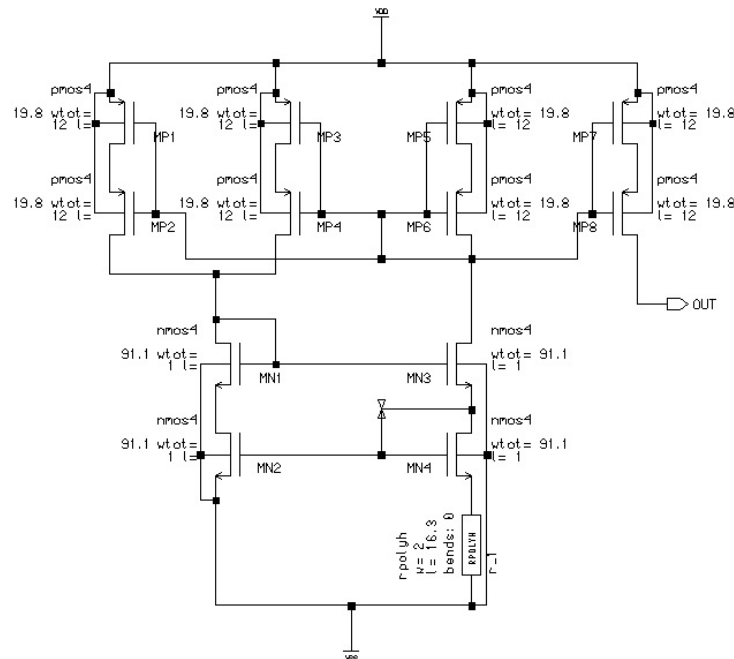 VDD
pmos4
pmos4
pmos4
pmos4
19.8 wtot=
12 l=
MP1
19.8 wtot=
12 l=
MP3
MP5
wtot= 19.8
l= 12
MP7
wtot= 19.8
l= 12
pmos4
pmos4
pmos4
pmos4
19.8 wtot=
12 l=
MP2
19.8 wtot=
12 l=
MP4
MP6
wtot= 19.8
l= 12
MP8
wtot= 19.8
l= 12
OUT
nmos4
nmos4
91.1 wtot=
1 l=
MN1
MN3
wtot= 91.1
l= 1
nmos4
nmos4
91.1 wtot=
1 l=
MN2
MN4
wtot= 91.1
l= 1
rpolyh
w= 2
l= 16.3
bends: 0
RPOLYH
r_1